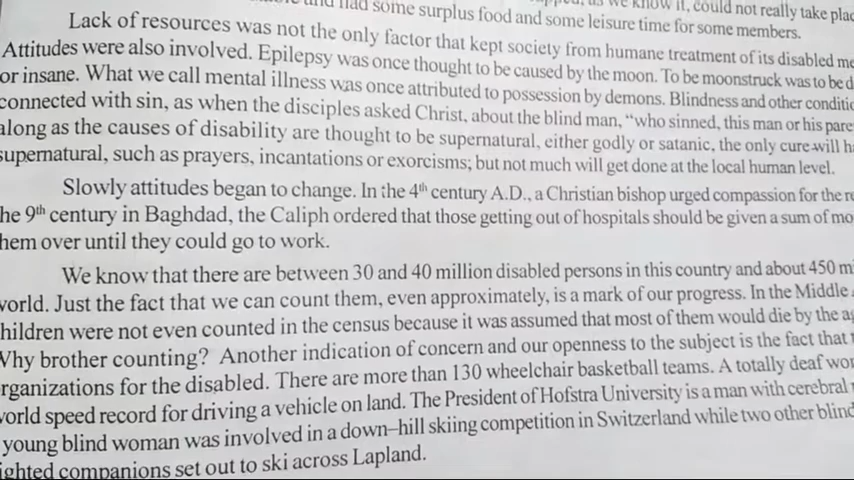 and had some surplus food and some leisure time for some members.
as we know it, could not really take
Lack of resources was not the only factor that kept society from humane treatment of its disabled
Attitudes were also involved. Epilepsy was once thought to be caused by the moon. To be moonstruck was to be
or insane. What we call mental illness was once attributed to possession by demons. Blindness and other
connected with sin, as when the disciples asked Christ, about the blind man, "who sinned, this man or his
along as the causes of disability are thought to be supernatural, either godly or satanic, the only cure will
supernatural, such as prayers, incantations or exorcisms; but not much will get done at the local human level.
Slowly attitudes began to change. In the 4th century A.D., a Christian bishop urged compassion for the
he 9th century in Baghdad, the Caliph ordered that those getting out of hospitals should be given a sum of
hem over until they could go to work.
We know that there are between 30 and 40 million disabled persons in this country and about 450
world. Just the fact that we can count them, even approximately, is a mark of our progress. In the Middle
hildren were not even counted in the census because it was assumed that most of them would die by the
Why brother counting? Another indication of concern and our openness to the subject is the fact that
rganizations for the disabled. There are more than 130 wheelchair basketball teams. A totally deaf
world speed record for driving a vehicle on land. The President of Hofstra University is a man with cerebral
young blind woman was involved in a down-hill skiing competition in Switzerland while two other blind
ighted companions set out to ski across Lapland.